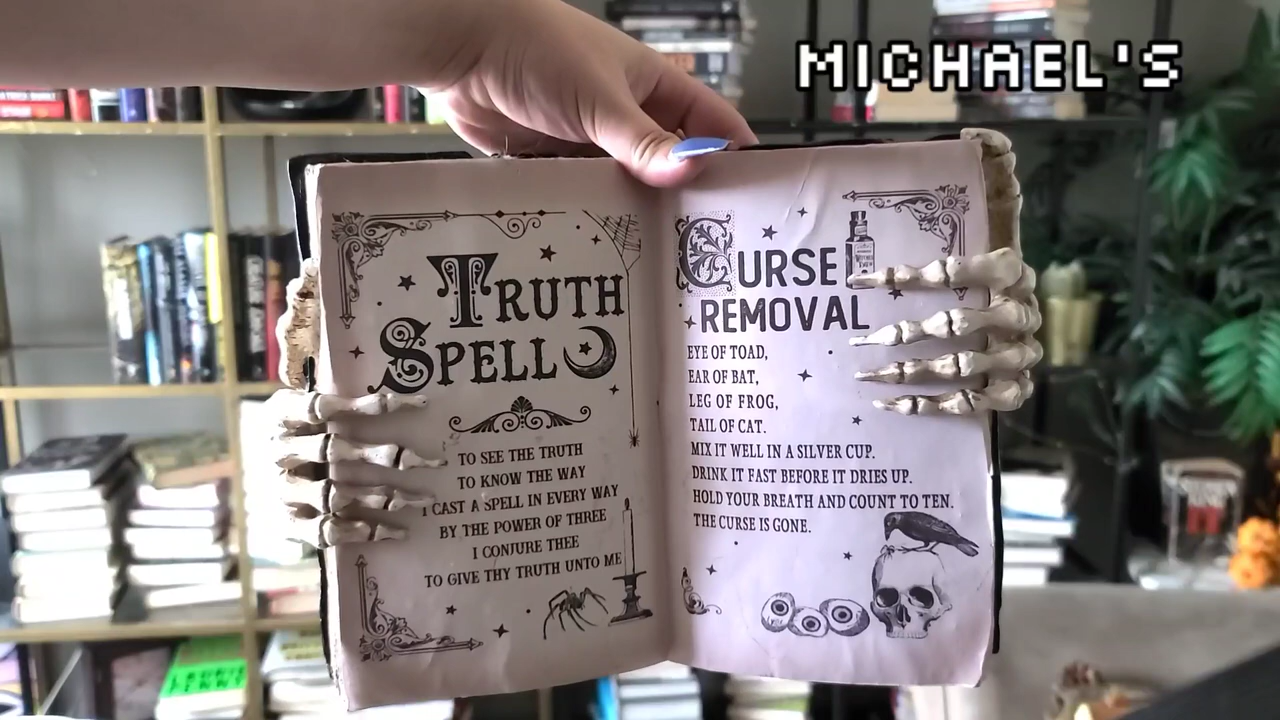 MICHAEL'S
TRUTH
SPELL
TO SEE THE TRUTH
TO KNOW THE WAY
I CAST A SPELL IN EVERY WAY
BY THE POWER OF THREE
I CONJURE THEE
TO GIVE THY TRUTH UNTO ME
CURSE
REMOVAL
EYE OF TOAD,
EAR OF BAT,
LEG OF FROG,
TAIL OF CAT.
MIX IT WELL IN A SILVER CUP.
DRINK IT FAST BEFORE IT DRIES UP.
HOLD YOUR BREATH AND COUNT TO TEN.
THE CURSE IS GONE.